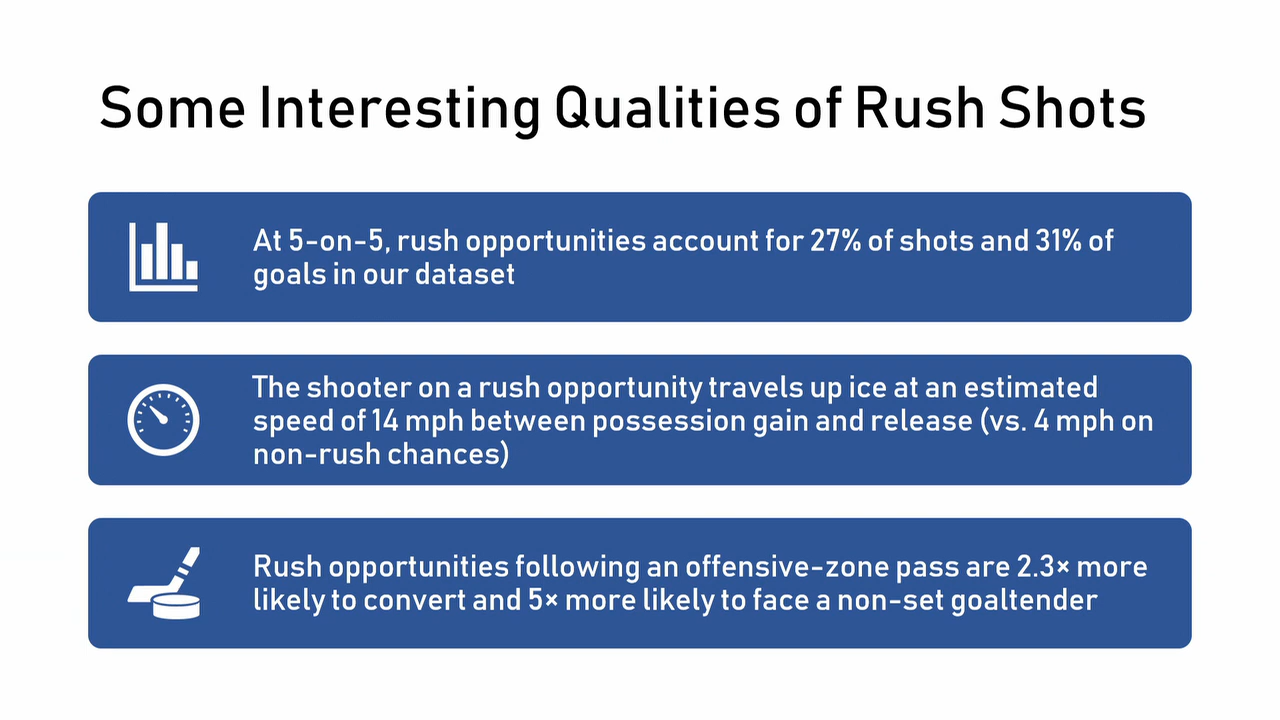 Some Interesting Qualities of Rush Shots
At 5-on-5, rush opportunities account for 27% of shots and 31% of
goals in our dataset
The shooter on a rush opportunity travels up ice at an estimated
speed of 14 mph between possession gain and release (vs. 4 mph on
non-rush chances)
Rush opportunities following an offensive-zone pass are 2.3× more
likely to convert and 5× more likely to face a non-set goaltender